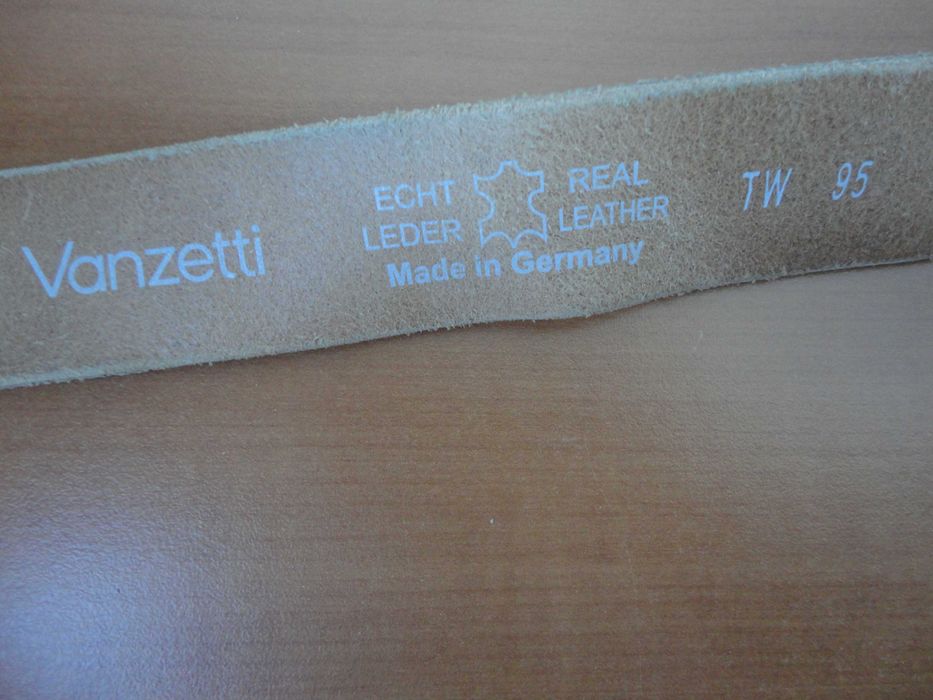 Vanzetti
ECHT LEDER
REAL LEATHER
Made in Germany
TW 95